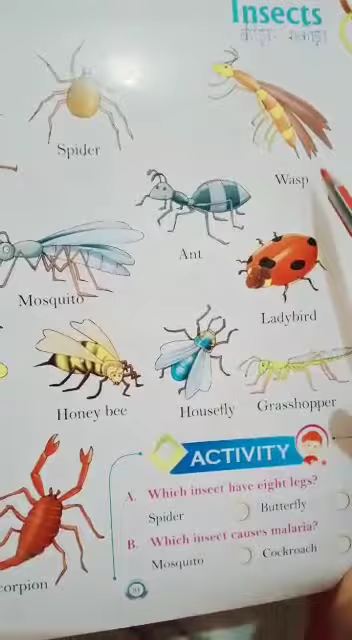 Insects
Spider
Wasp
Ant
Mosquito
Ladybird
Honey bee
Housefly
Grasshopper
ACTIVITY
A. Which insect have eight legs?
Spider
Butterfly
B. Which insect causes malaria?
Mosquito
Cockroach
corpion